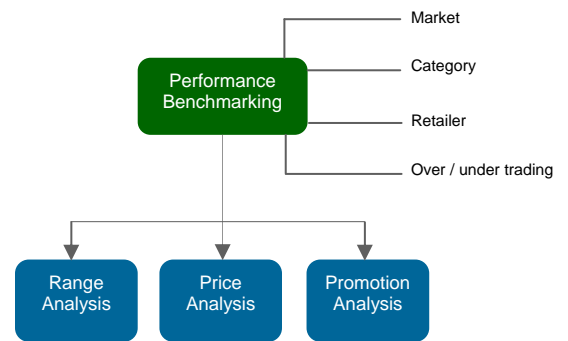 Market
Performance
Benchmarking
Category
Retailer
Over / under trading
Range
Analysis
Price
Analysis
Promotion
Analysis